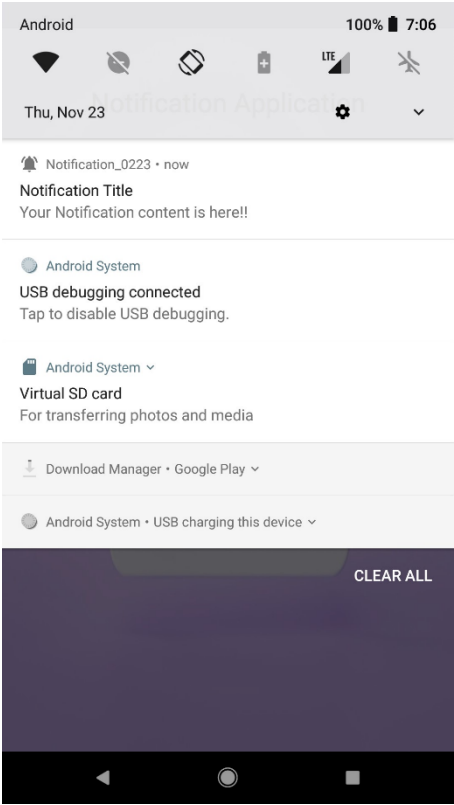 Android 100% 7:06
LTE
Notification Application
Thu, Nov 23
Notification_0223 • now
Notification Title
Your Notification content is here!!
Android System
USB debugging connected
Tap to disable USB debugging.
Android System
Virtual SD card
For transferring photos and media
Download Manager • Google Play
Android System • USB charging this device
CLEAR ALL